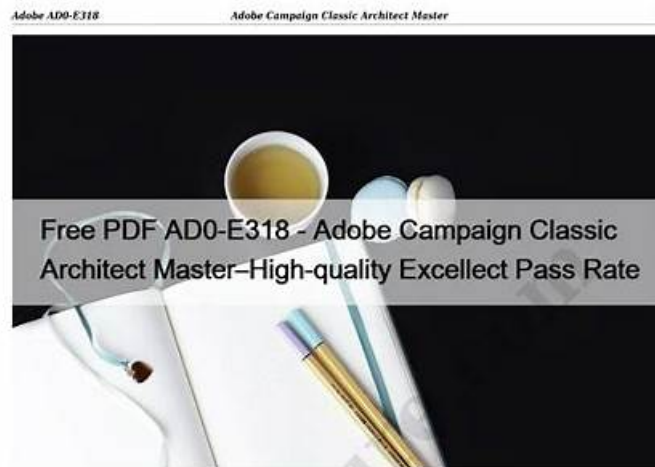 Adobe AD0-E318 Adobe Campaign Classic Architect Master
Free PDF AD0-E318 - Adobe Campaign Classic
Architect Master–High-quality Excellect Pass Rate